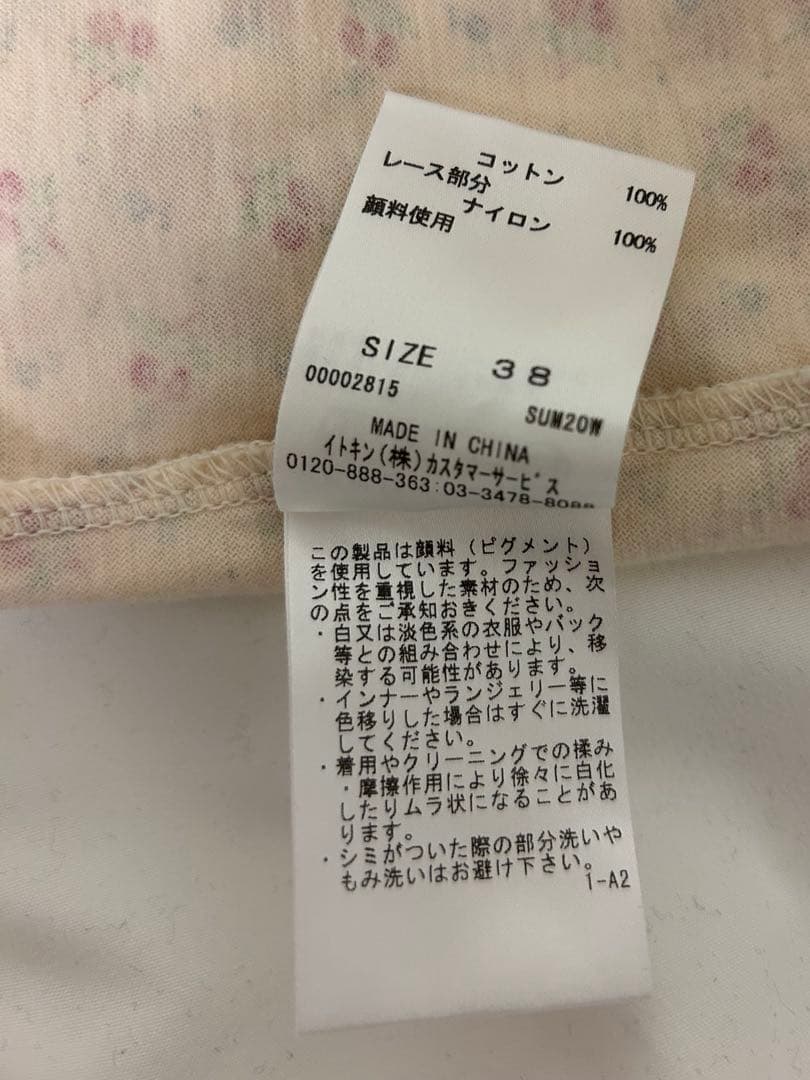 コットン 100%
レース部分
ナイロン 100%
顔料使用
SIZE 38
00002815
SUM20W
MADE IN CHINA
イトキン(株)カスタマーサービス
0120-888-363:03-3478-8088
この製品は顔料(ピグメント)
を使用しています。ファッショ
ン性を重視した素材のため、次
の点をご承知おきください。
・白又は淡色系の衣服やバック
等との組み合わせにより、移
染する可能性があります。
・インナーやランジェリー等に
色移りした場合はすぐに洗濯
してください。
・着用やクリーニングでの揉み
・摩擦作用により徐々に白化
したりムラ状になることがあ
ります。
・シミがついた際の部分洗いや
もみ洗いはお避け下さい。
1-A2